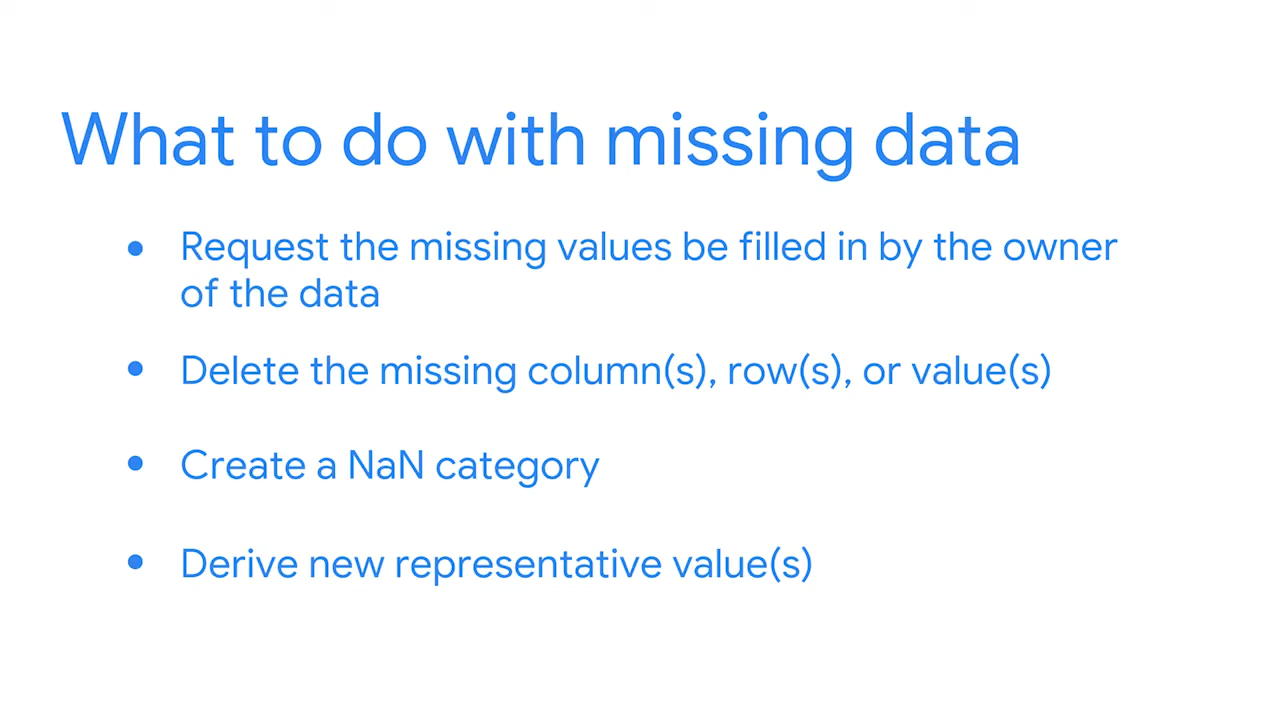 What to do with missing data
● Request the missing values be filled in by the owner
of the data
● Delete the missing column(s), row(s), or value(s)
● Create a NaN category
● Derive new representative value(s)